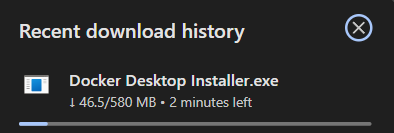 Recent download history
Docker Desktop Installer.exe
↓ 46.5/580 MB • 2 minutes left